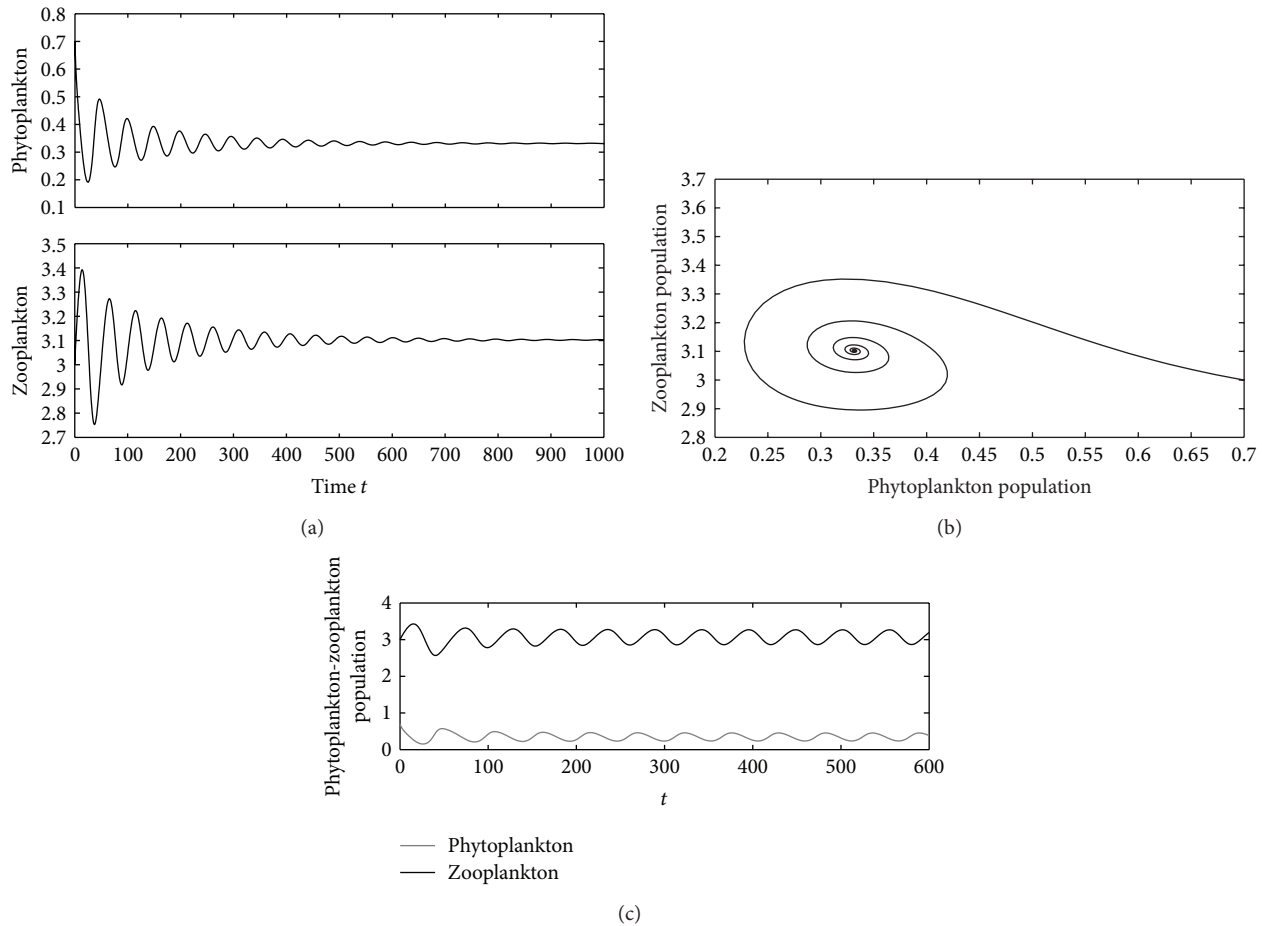 0.8
0.7
0.6
0.5
0.4
0.3
0.2
0.1
Phytoplankton
3.5
3.4
3.3
3.2
3.1
3
2.9
2.8
2.7
Zooplankton
0 100 200 300 400 500 600 700 800 900 1000
Time t
(a)
3.7
3.6
3.5
3.4
3.3
3.2
3.1
3
2.9
2.8
Zooplankton population
0.2 0.25 0.3 0.35 0.4 0.45 0.5 0.55 0.6 0.65 0.7
Phytoplankton population
(b)
Phytoplankton-zooplankton
population
4
3
2
1
0
0 100 200 300 400 500 600
t
Phytoplankton
Zooplankton
(c)